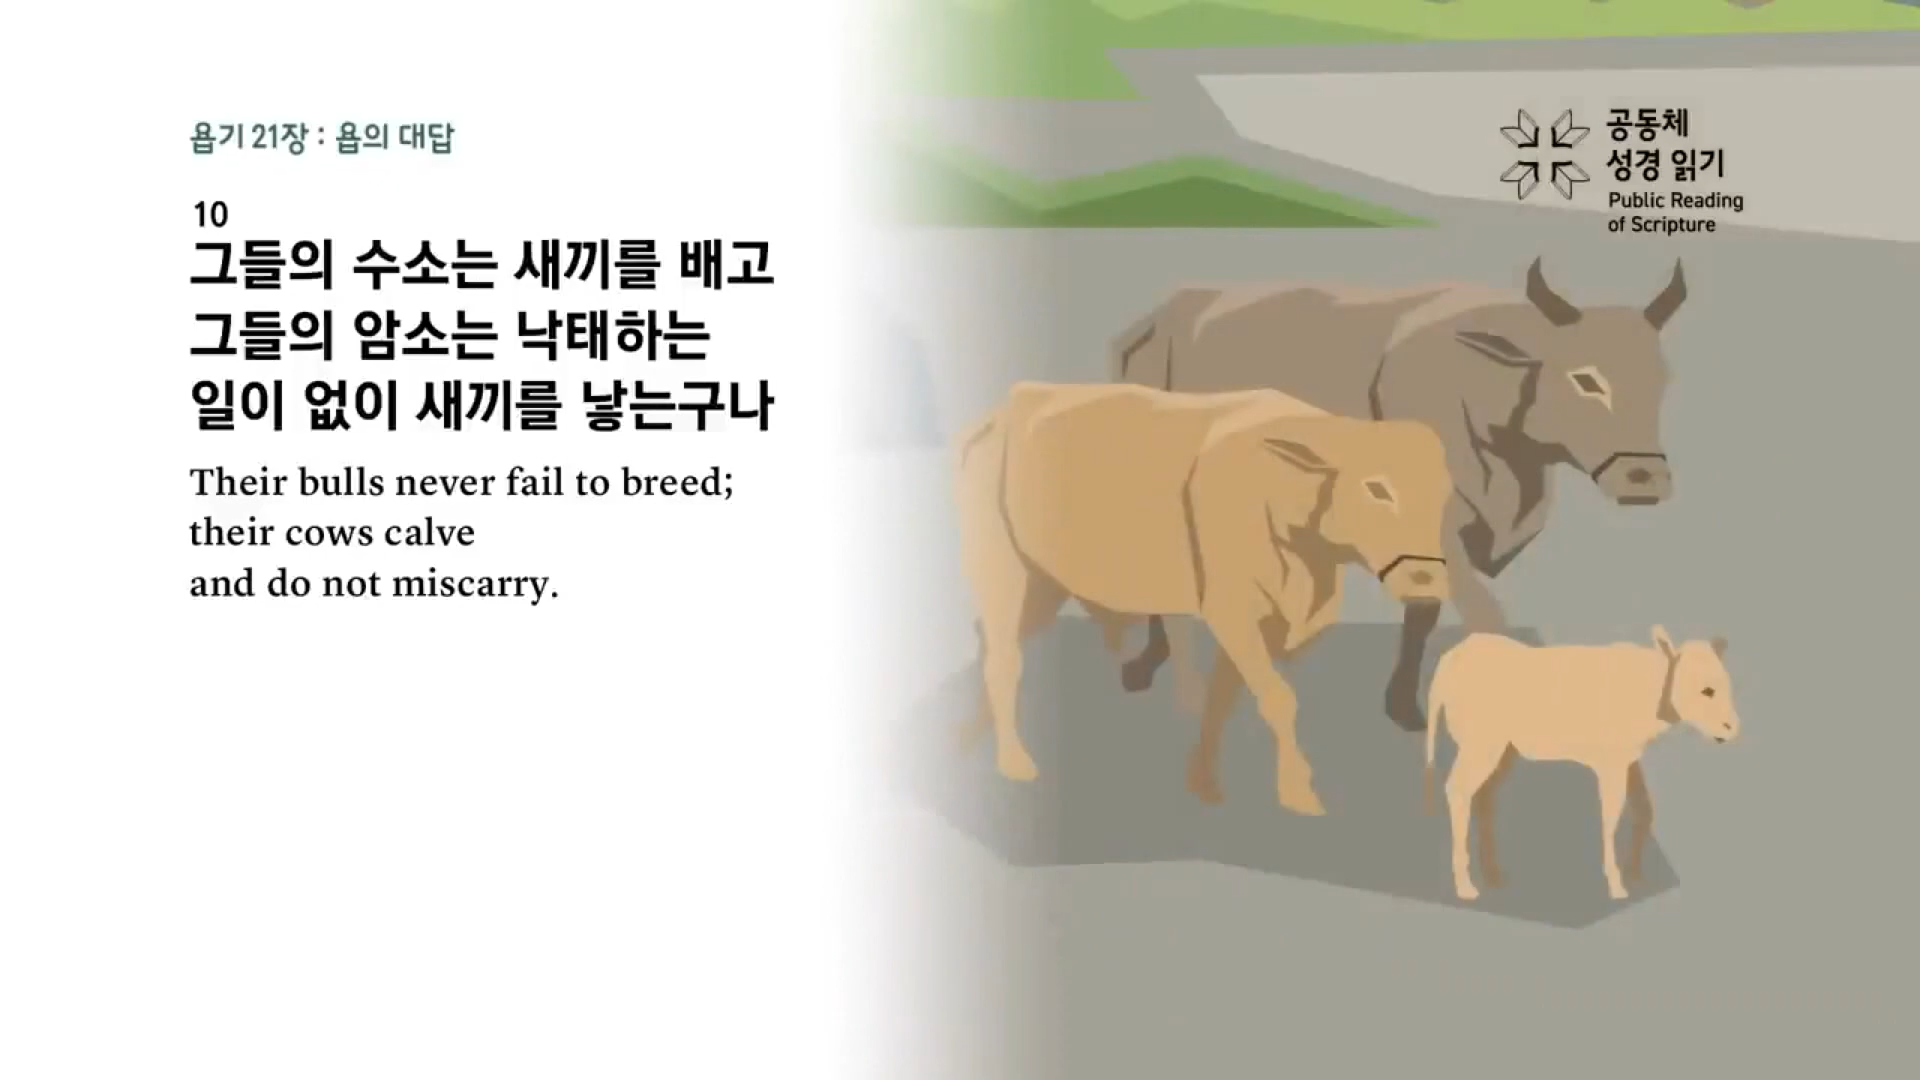 욥기 21장 : 욥의 대답
10
그들의 수소는 새끼를 배고
그들의 암소는 낙태하는
일이 없이 새끼를 낳는구나
Their bulls never fail to breed;
their cows calve
and do not miscarry.
공동체
성경 읽기
Public Reading
of Scripture